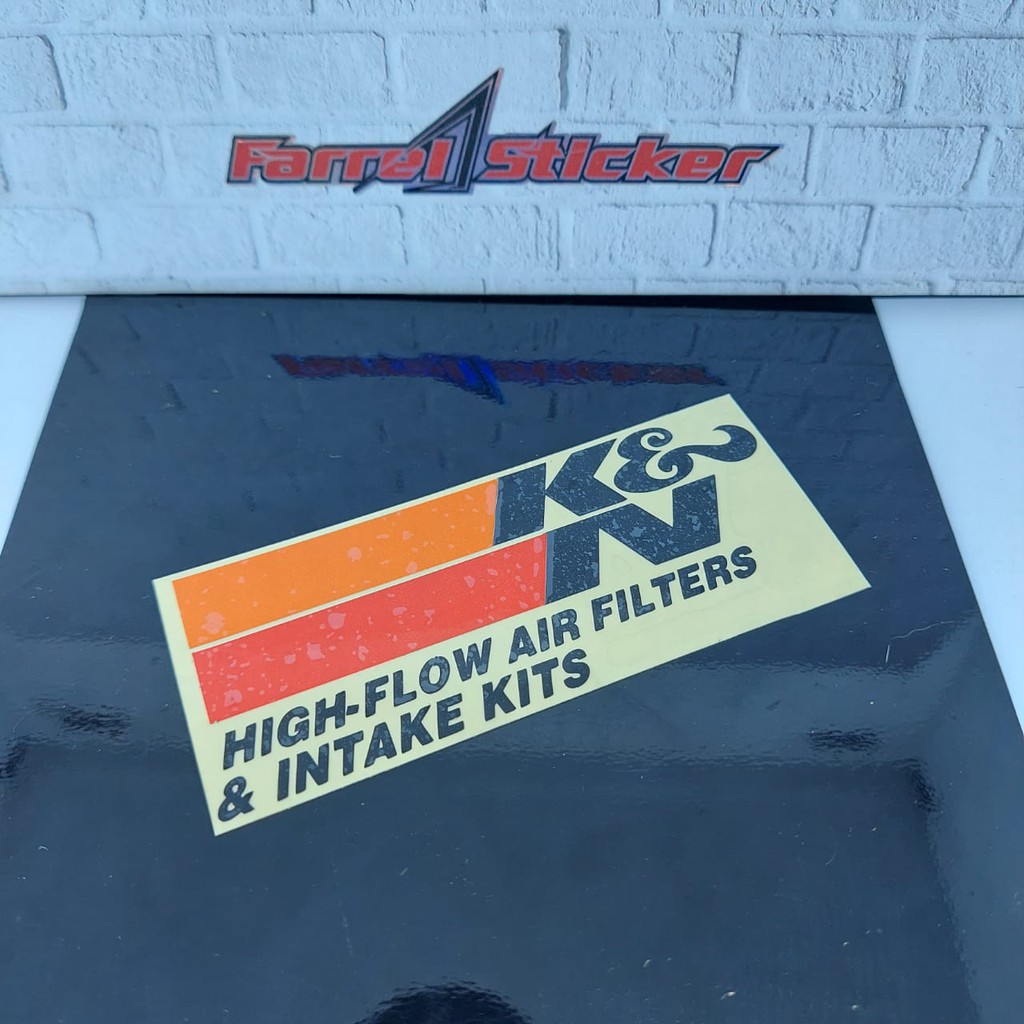 Farrel Sticker
K&
N
HIGH-FLOW AIR FILTERS
& INTAKE KITS